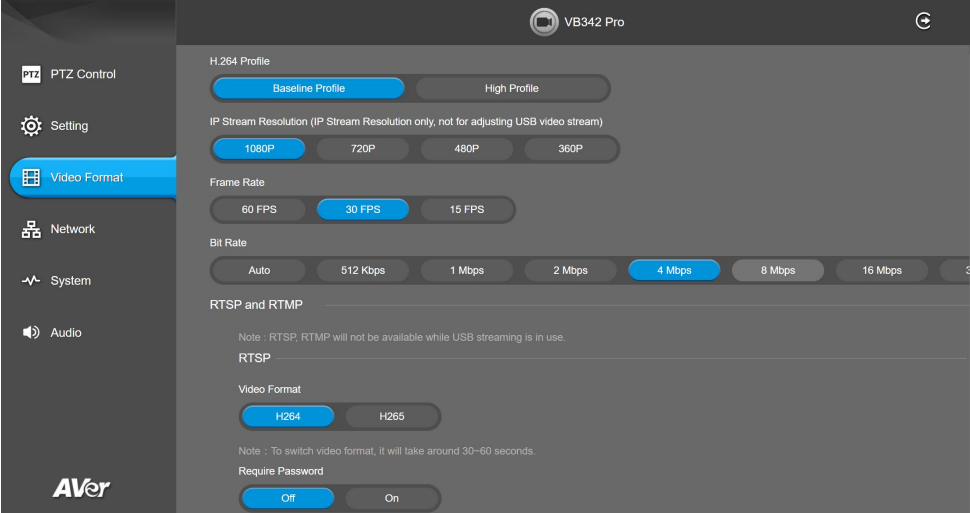 VB342 Pro
PTZ PTZ Control
Setting
Video Format
Network
System
Audio
AVer
H.264 Profile
Baseline Profile High Profile
IP Stream Resolution (IP Stream Resolution only, not for adjusting USB video stream)
1080P 720P 480P 360P
Frame Rate
60 FPS 30 FPS 15 FPS
Bit Rate
Auto 512 Kbps 1 Mbps 2 Mbps 4 Mbps 8 Mbps 16 Mbps
RTSP and RTMP
Note : RTSP, RTMP will not be available while USB streaming is in use.
RTSP
Video Format
H264 H265
Note : To switch video format, it will take around 30~60 seconds.
Require Password
Off On